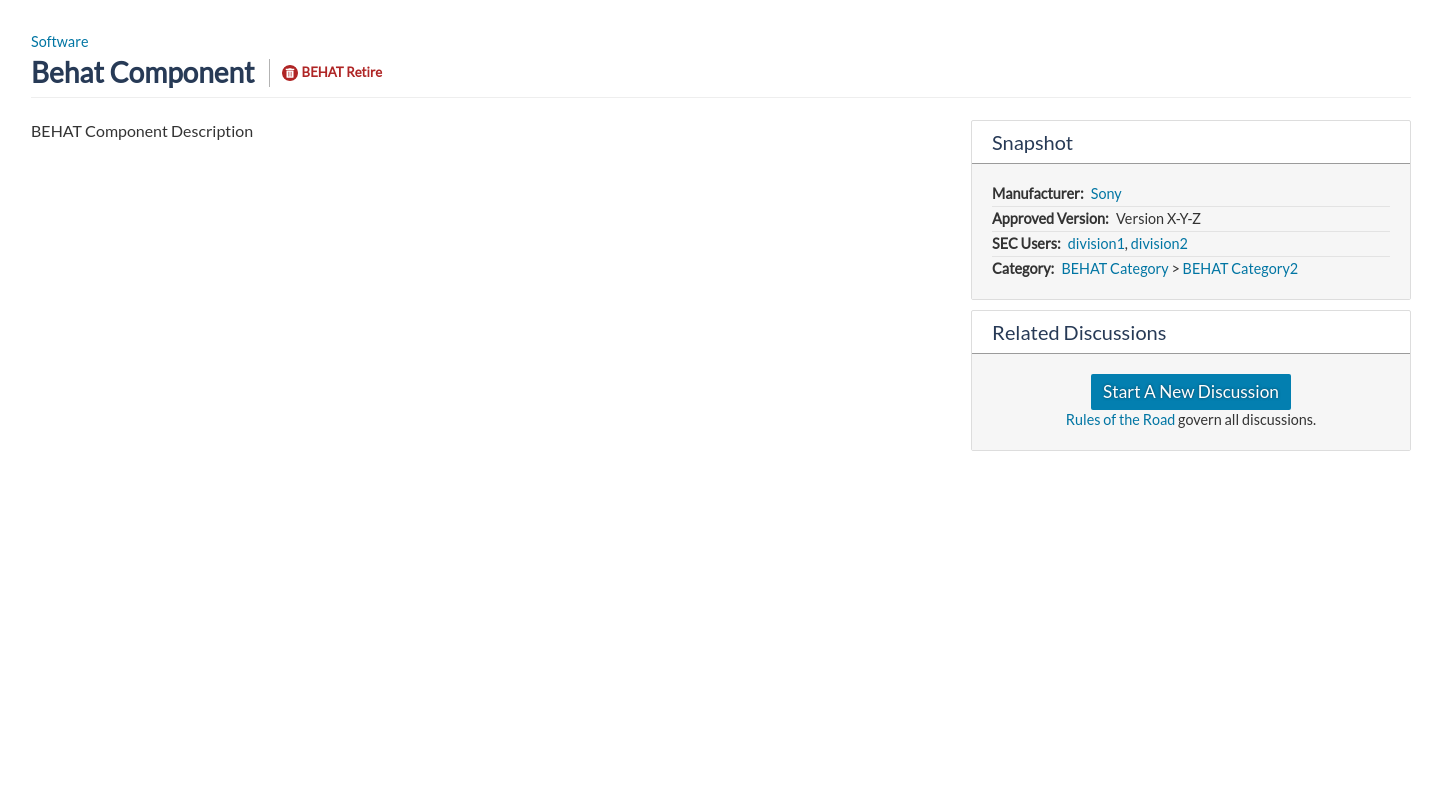 Software
Behat Component
BEHAT Retire
BEHAT Component Description
Snapshot
Manufacturer: Sony
Approved Version: Version X-Y-Z
SEC Users: division1, division2
Category: BEHAT Category > BEHAT Category2
Related Discussions
Start A New Discussion
Rules of the Road govern all discussions.